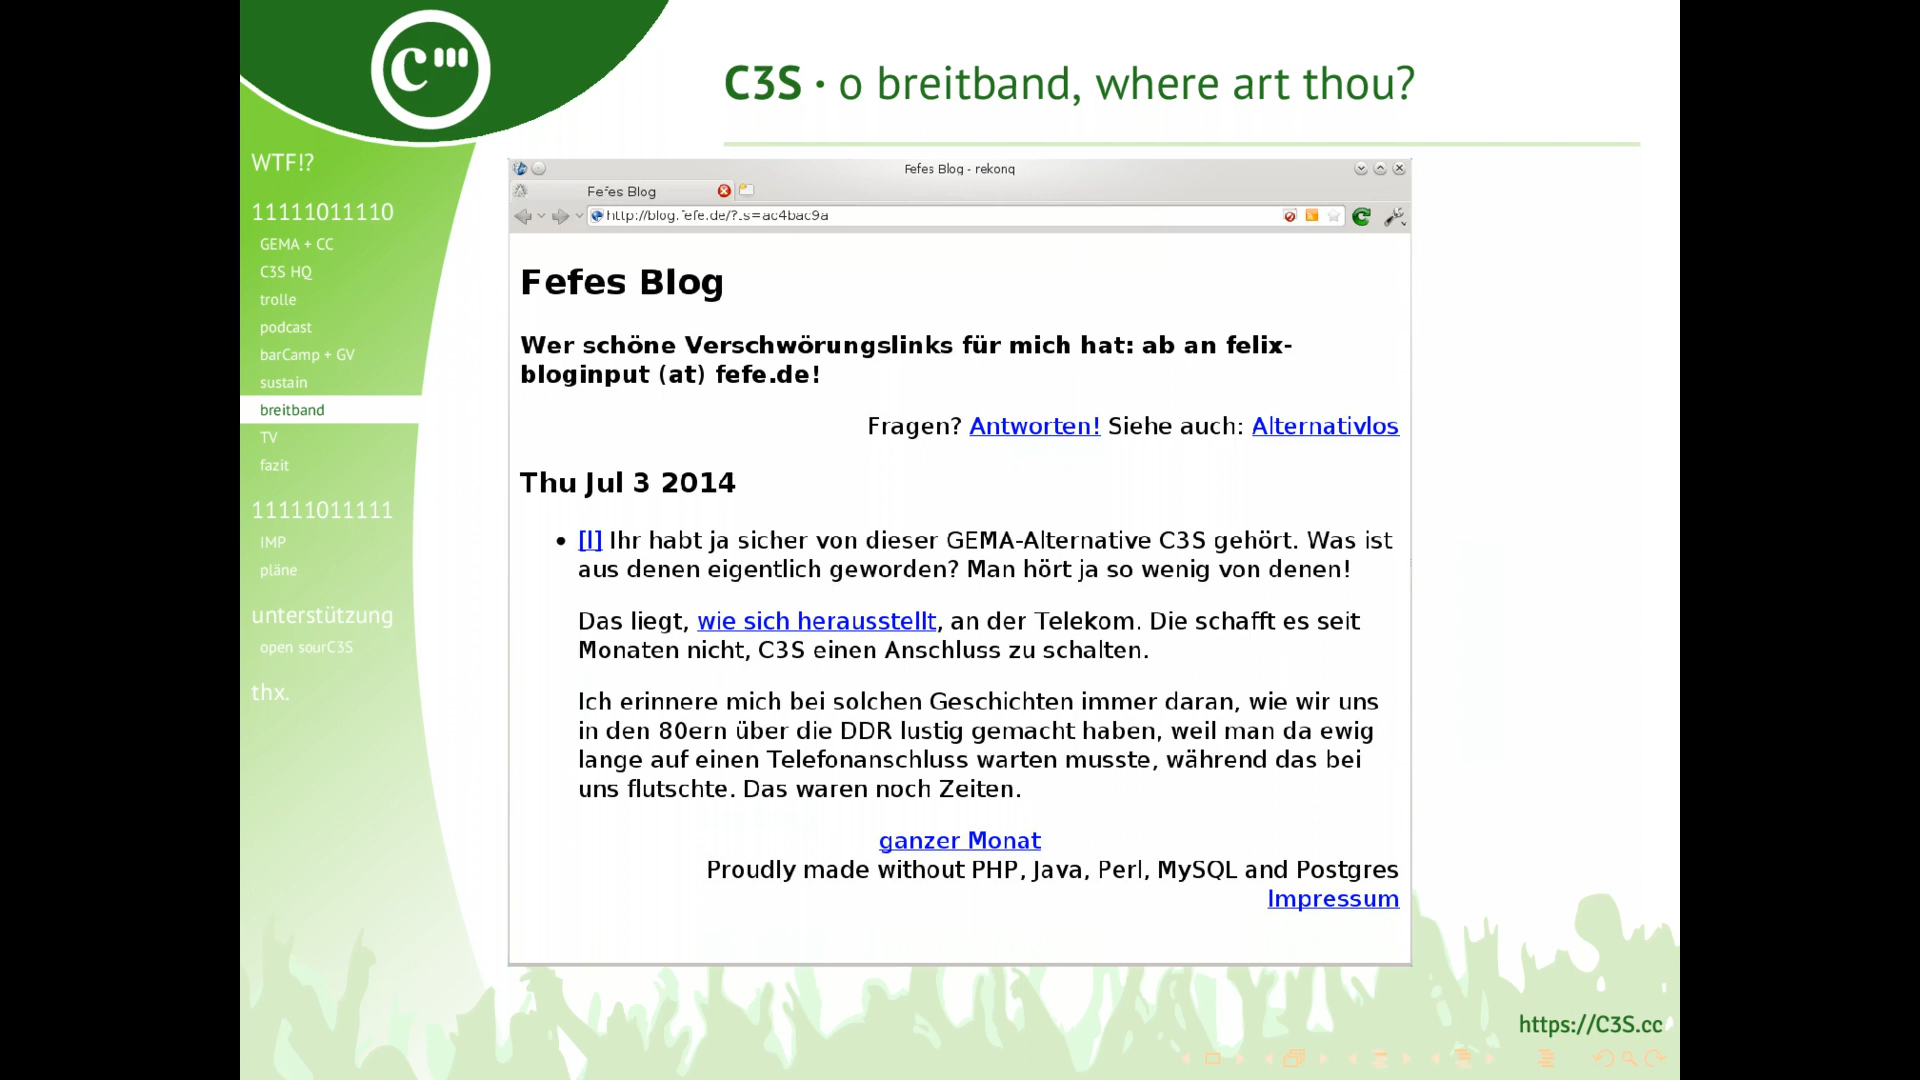 C3S · o breitband, where art thou?
WTF!?
11111011110
GEMA + CC
C3S HQ
trolle
podcast
barCamp + GV
sustain
breitband
TV
fazit
11111011111
IMP
pläne
unterstützung
open sourC3S
thx.
Fefes Blog - rekonq
Fefes Blog
http://blog.fefe.de/?ts=ac4bac9a
Fefes Blog
Wer schöne Verschwörungslinks für mich hat: ab an felix-
bloginput (at) fefe.de!
Fragen? Antworten! Siehe auch: Alternativlos
Thu Jul 3 2014
• [l] Ihr habt ja sicher von dieser GEMA-Alternative C3S gehört. Was ist
aus denen eigentlich geworden? Man hört ja so wenig von denen!
Das liegt, wie sich herausstellt, an der Telekom. Die schafft es seit
Monaten nicht, C3S einen Anschluss zu schalten.
Ich erinnere mich bei solchen Geschichten immer daran, wie wir uns
in den 80ern über die DDR lustig gemacht haben, weil man da ewig
lange auf einen Telefonanschluss warten musste, während das bei
uns flutschte. Das waren noch Zeiten.
ganzer Monat
Proudly made without PHP, Java, Perl, MySQL and Postgres
Impressum
https://C3S.cc